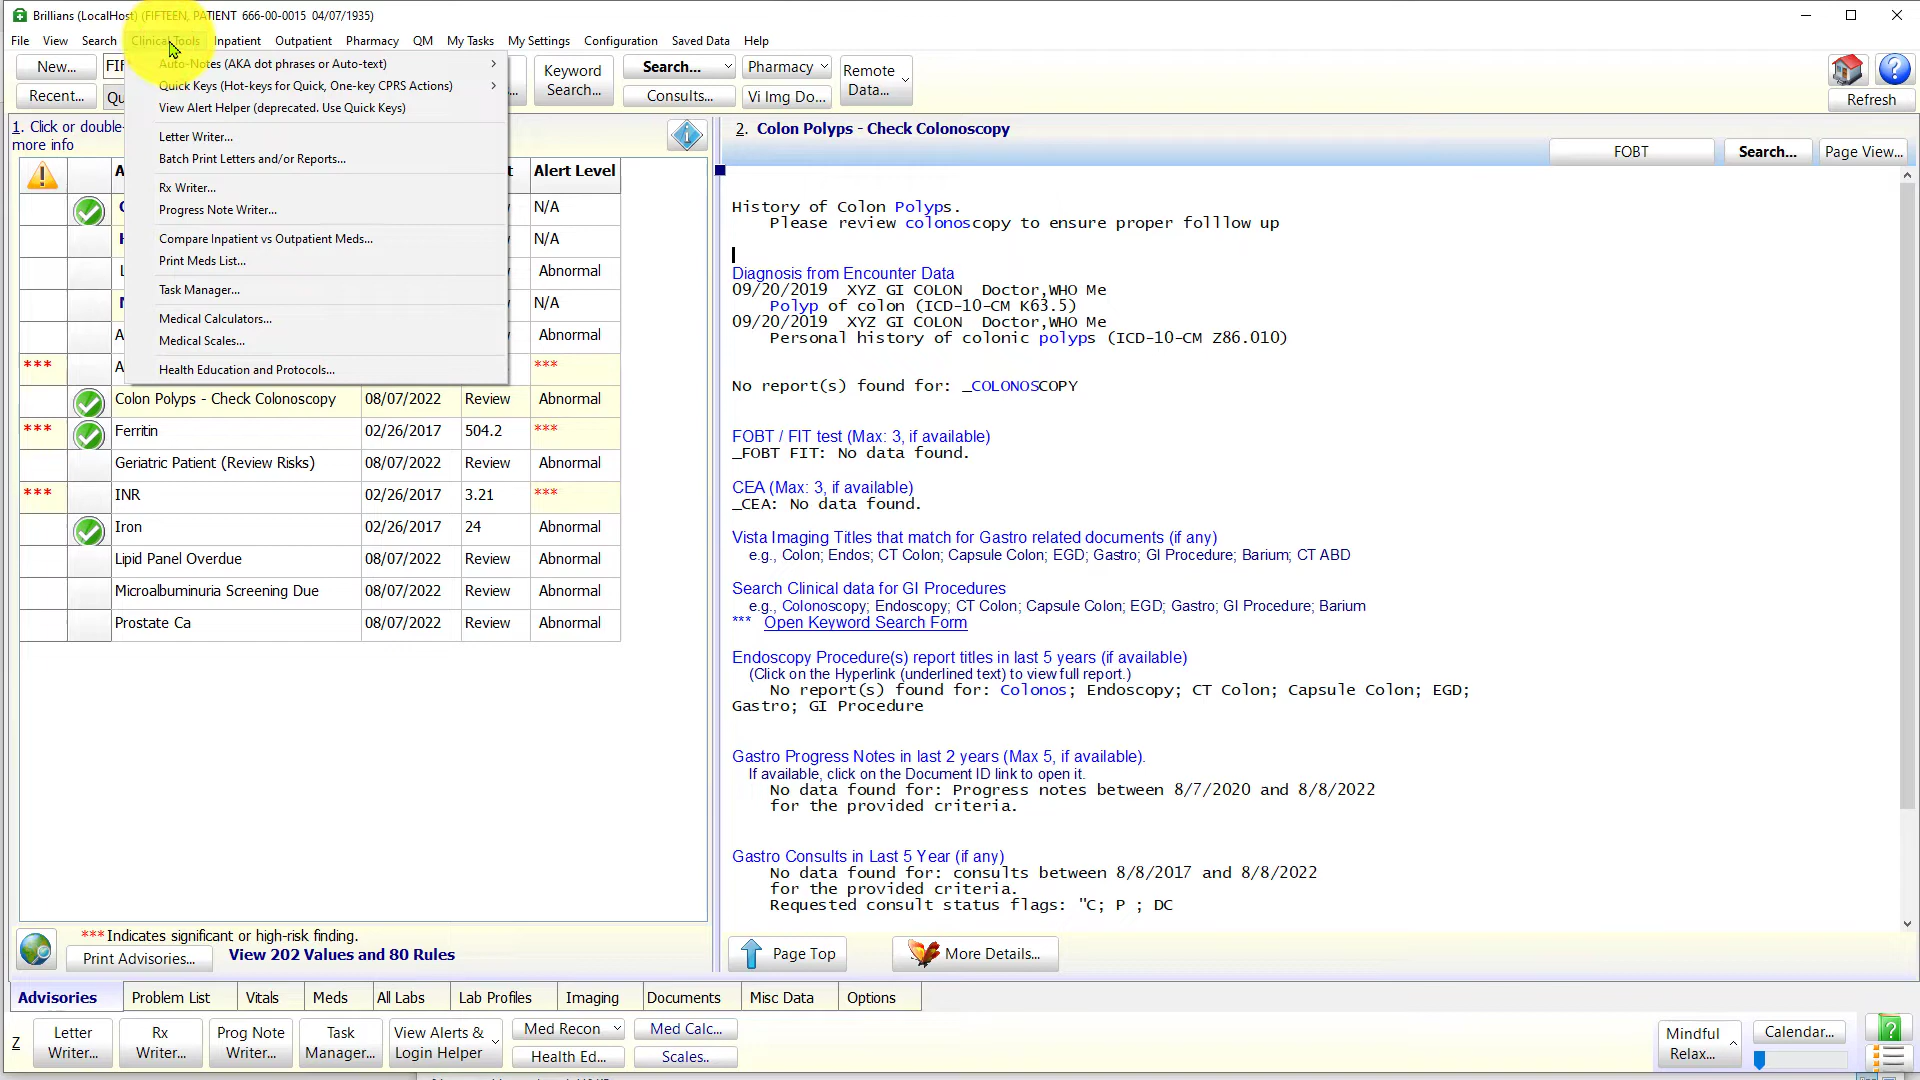 Brillians (LocalHost) (FIFTEEN, PATIENT 666-00-0015 04/07/1935)
File View Search Clinical Tools Inpatient Outpatient Pharmacy QM My Tasks My Settings Configuration Saved Data Help
New...
Recent...
Keyword
Search...
Search...
Consults...
Pharmacy
Vi Img Do...
Remote
Data...
Refresh
Auto-Notes (AKA dot phrases or Auto-text)
Quick Keys (Hot-keys for Quick, One-key CPRS Actions)
View Alert Helper (deprecated. Use Quick Keys)
Letter Writer...
Batch Print Letters and/or Reports...
Rx Writer...
Progress Note Writer...
Compare Inpatient vs Outpatient Meds...
Print Meds List...
Task Manager...
Medical Calculators...
Medical Scales...
Health Education and Protocols...
1. Click or double-
more info
Alert Level
N/A
N/A
Abnormal
N/A
Abnormal
*** ***
Colon Polyps - Check Colonoscopy 08/07/2022 Review Abnormal
*** Ferritin 02/26/2017 504.2 ***
Geriatric Patient (Review Risks) 08/07/2022 Review Abnormal
*** INR 02/26/2017 3.21 ***
Iron 02/26/2017 24 Abnormal
Lipid Panel Overdue 08/07/2022 Review Abnormal
Microalbuminuria Screening Due 08/07/2022 Review Abnormal
Prostate Ca 08/07/2022 Review Abnormal
***Indicates significant or high-risk finding.
Print Advisories... View 202 Values and 80 Rules
2. Colon Polyps - Check Colonoscopy
FOBT Search... Page View...
History of Colon Polyps.
Please review colonoscopy to ensure proper folllow up
Diagnosis from Encounter Data
09/20/2019 XYZ GI COLON Doctor,WHO Me
Polyp of colon (ICD-10-CM K63.5)
09/20/2019 XYZ GI COLON Doctor,WHO Me
Personal history of colonic polyps (ICD-10-CM Z86.010)
No report(s) found for: _COLONOSCOPY
FOBT / FIT test (Max: 3, if available)
_FOBT FIT: No data found.
CEA (Max: 3, if available)
_CEA: No data found.
Vista Imaging Titles that match for Gastro related documents (if any)
e.g., Colon; Endos; CT Colon; Capsule Colon; EGD; Gastro; GI Procedure; Barium; CT ABD
Search Clinical data for GI Procedures
e.g., Colonoscopy; Endoscopy; CT Colon; Capsule Colon; EGD; Gastro; GI Procedure; Barium
*** Open Keyword Search Form
Endoscopy Procedure(s) report titles in last 5 years (if available)
(Click on the Hyperlink (underlined text) to view full report.)
No report(s) found for: Colonos; Endoscopy; CT Colon; Capsule Colon; EGD;
Gastro; GI Procedure
Gastro Progress Notes in last 2 years (Max 5, if available).
If available, click on the Document ID link to open it.
No data found for: Progress notes between 8/7/2020 and 8/8/2022
for the provided criteria.
Gastro Consults in Last 5 Year (if any)
No data found for: consults between 8/8/2017 and 8/8/2022
for the provided criteria.
Requested consult status flags: "C; P ; DC
Page Top More Details...
Advisories Problem List Vitals Meds All Labs Lab Profiles Imaging Documents Misc Data Options
Z
Letter
Writer...
Rx
Writer...
Prog Note
Writer...
Task
Manager...
View Alerts &
Login Helper
Med Recon
Health Ed...
Med Calc...
Scales..
Mindful
Relax...
Calendar...